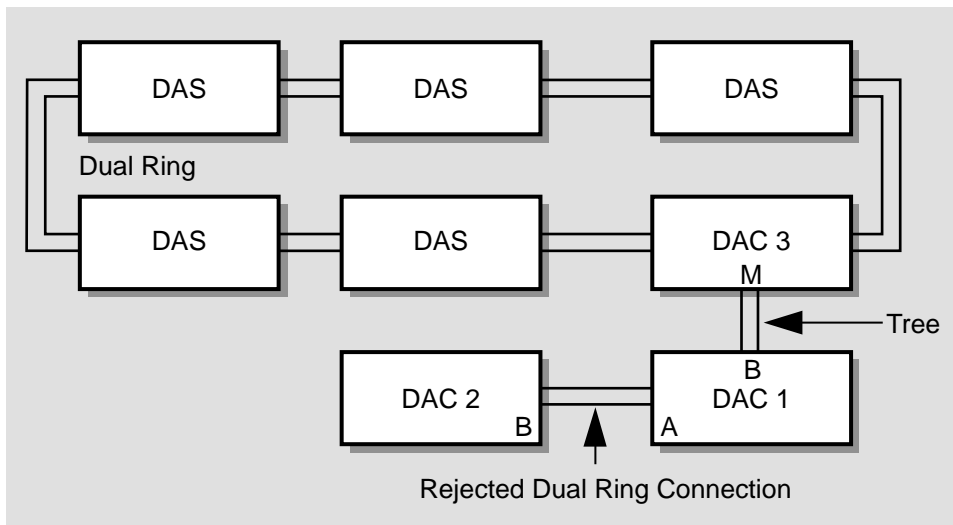 DAS
DAS
DAS
Dual Ring
DAS
DAS
DAC 3
M
Tree
B
DAC 2
DAC 1
B
A
Rejected Dual Ring Connection